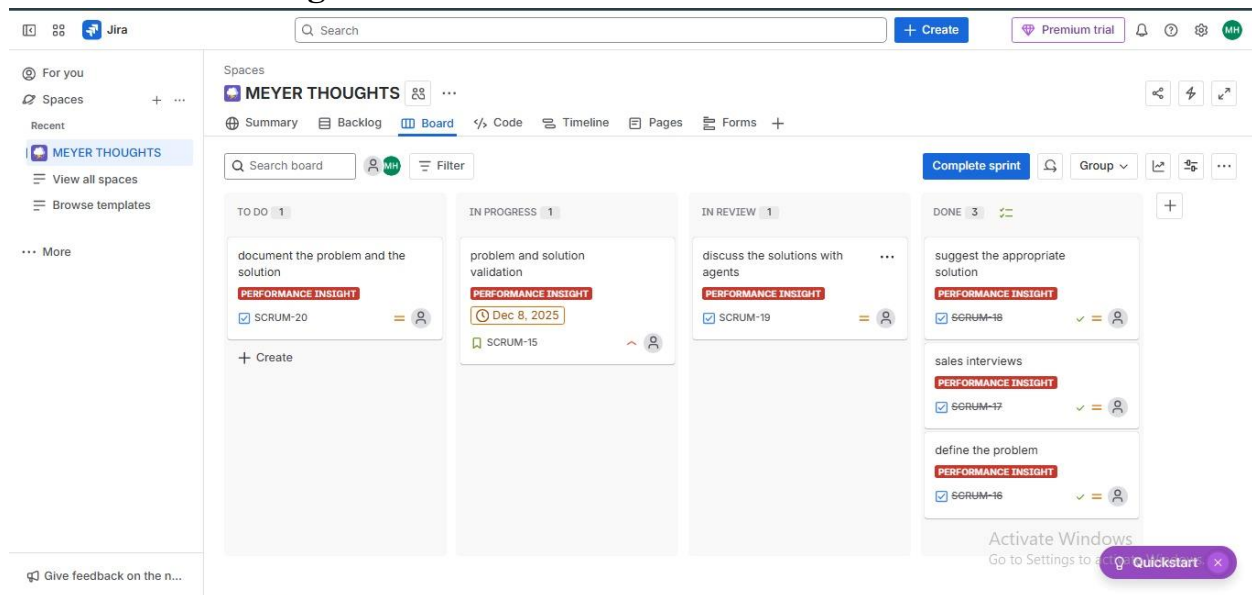 Jira
Search
+ Create
Premium trial
MH
For you
Spaces
Recent
MEYER THOUGHTS
View all spaces
Browse templates
More
Give feedback on the n...
Spaces
MEYER THOUGHTS
Summary
Backlog
Board
Code
Timeline
Pages
Forms
Search board
MH
Filter
Complete sprint
Group
TO DO 1
document the problem and the
solution
PERFORMANCE INSIGHT
SCRUM-20
+ Create
IN PROGRESS 1
problem and solution
validation
PERFORMANCE INSIGHT
Dec 8, 2025
SCRUM-15
IN REVIEW 1
discuss the solutions with
agents
PERFORMANCE INSIGHT
SCRUM-19
DONE 3
suggest the appropriate
solution
PERFORMANCE INSIGHT
SCRUM-18
sales interviews
PERFORMANCE INSIGHT
SCRUM-17
define the problem
PERFORMANCE INSIGHT
SCRUM-16
Activate Windows
Go to Settings to activate Windows.
Quickstart